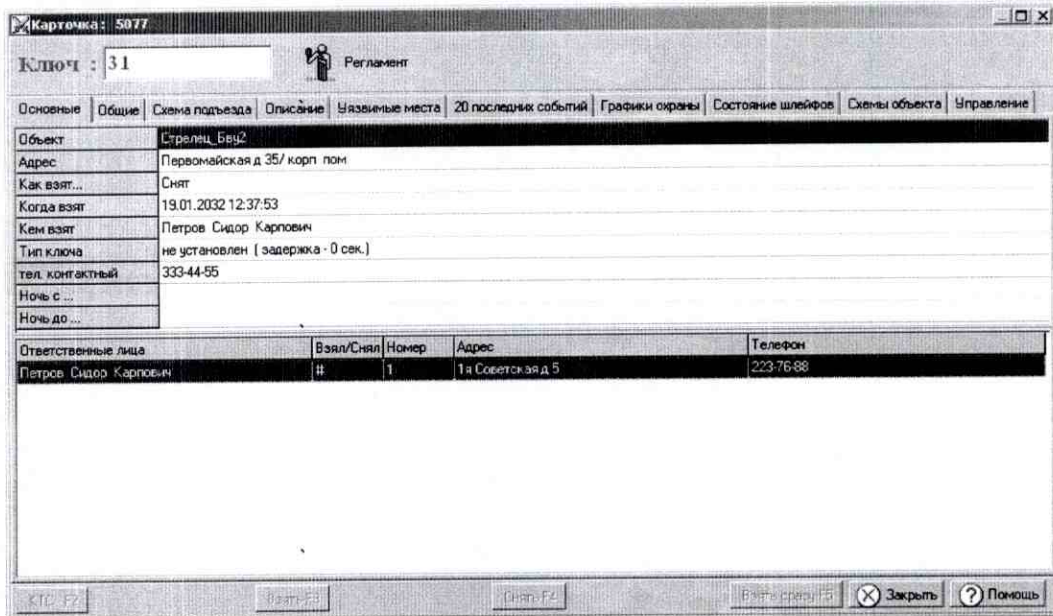 Карточка: 5077
Ключ : 31
Регламент
Основные Общие Схема подъезда Описание Уязвимые места 20 последних событий Графики охраны Состояние шлейфов Схемы объекта Управление
Объект Стрелец_Бву2
Адрес Первомайская д 35/ корп пом
Как взят... Снят
Когда взят 19.01.2032 12:37:53
Кем взят Петров Сидор Карпович
Тип ключа не установлен ( задержка - 0 сек.)
тел. контактный 333-44-55
Ночь с ...
Ночь до ...
Ответственные лица Взял/Снял Номер Адрес Телефон
Петров Сидор Карпович # 1 1я Советская д 5 223-76-88
КТС F2 Взять F3 Снять F4 Взять сразу F5 Закрыть Помощь